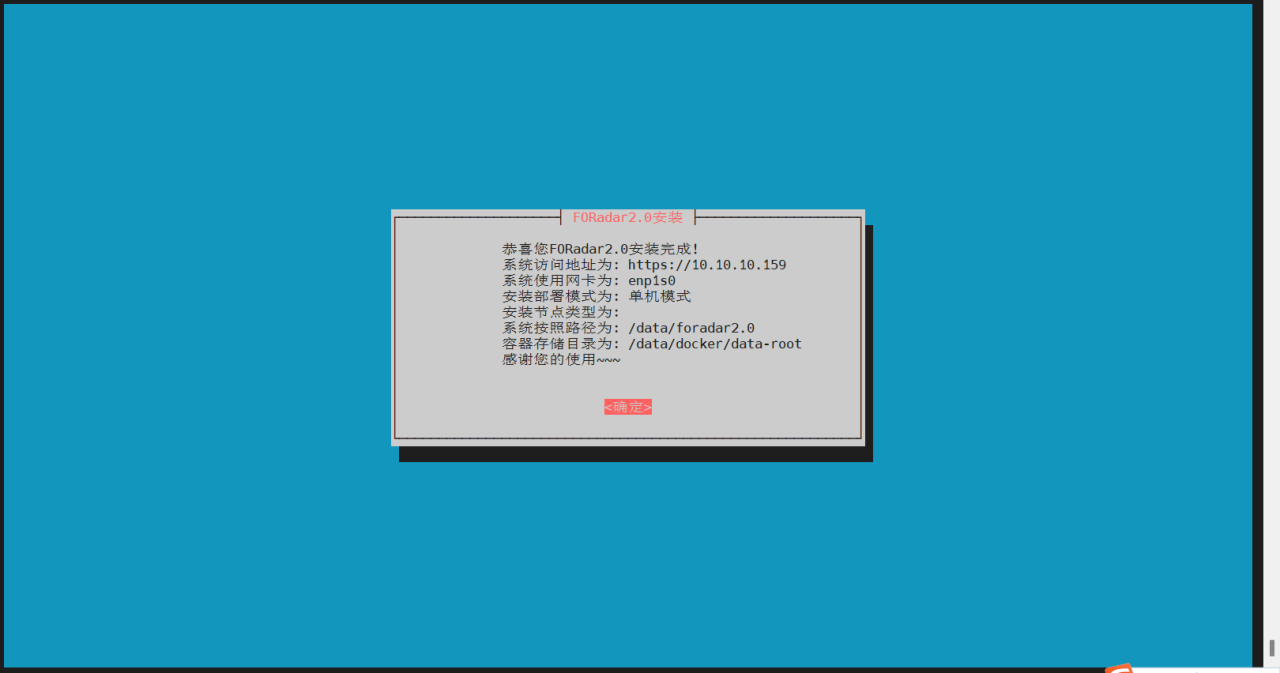 FORadar2.0安装
恭喜您FORadar2.0安装完成!
系统访问地址为: https://10.10.10.159
系统使用网卡为: enp1s0
安装部署模式为: 单机模式
安装节点类型为:
系统按照路径为: /data/foradar2.0
容器存储目录为: /data/docker/data-root
感谢您的使用~~~
<确定>